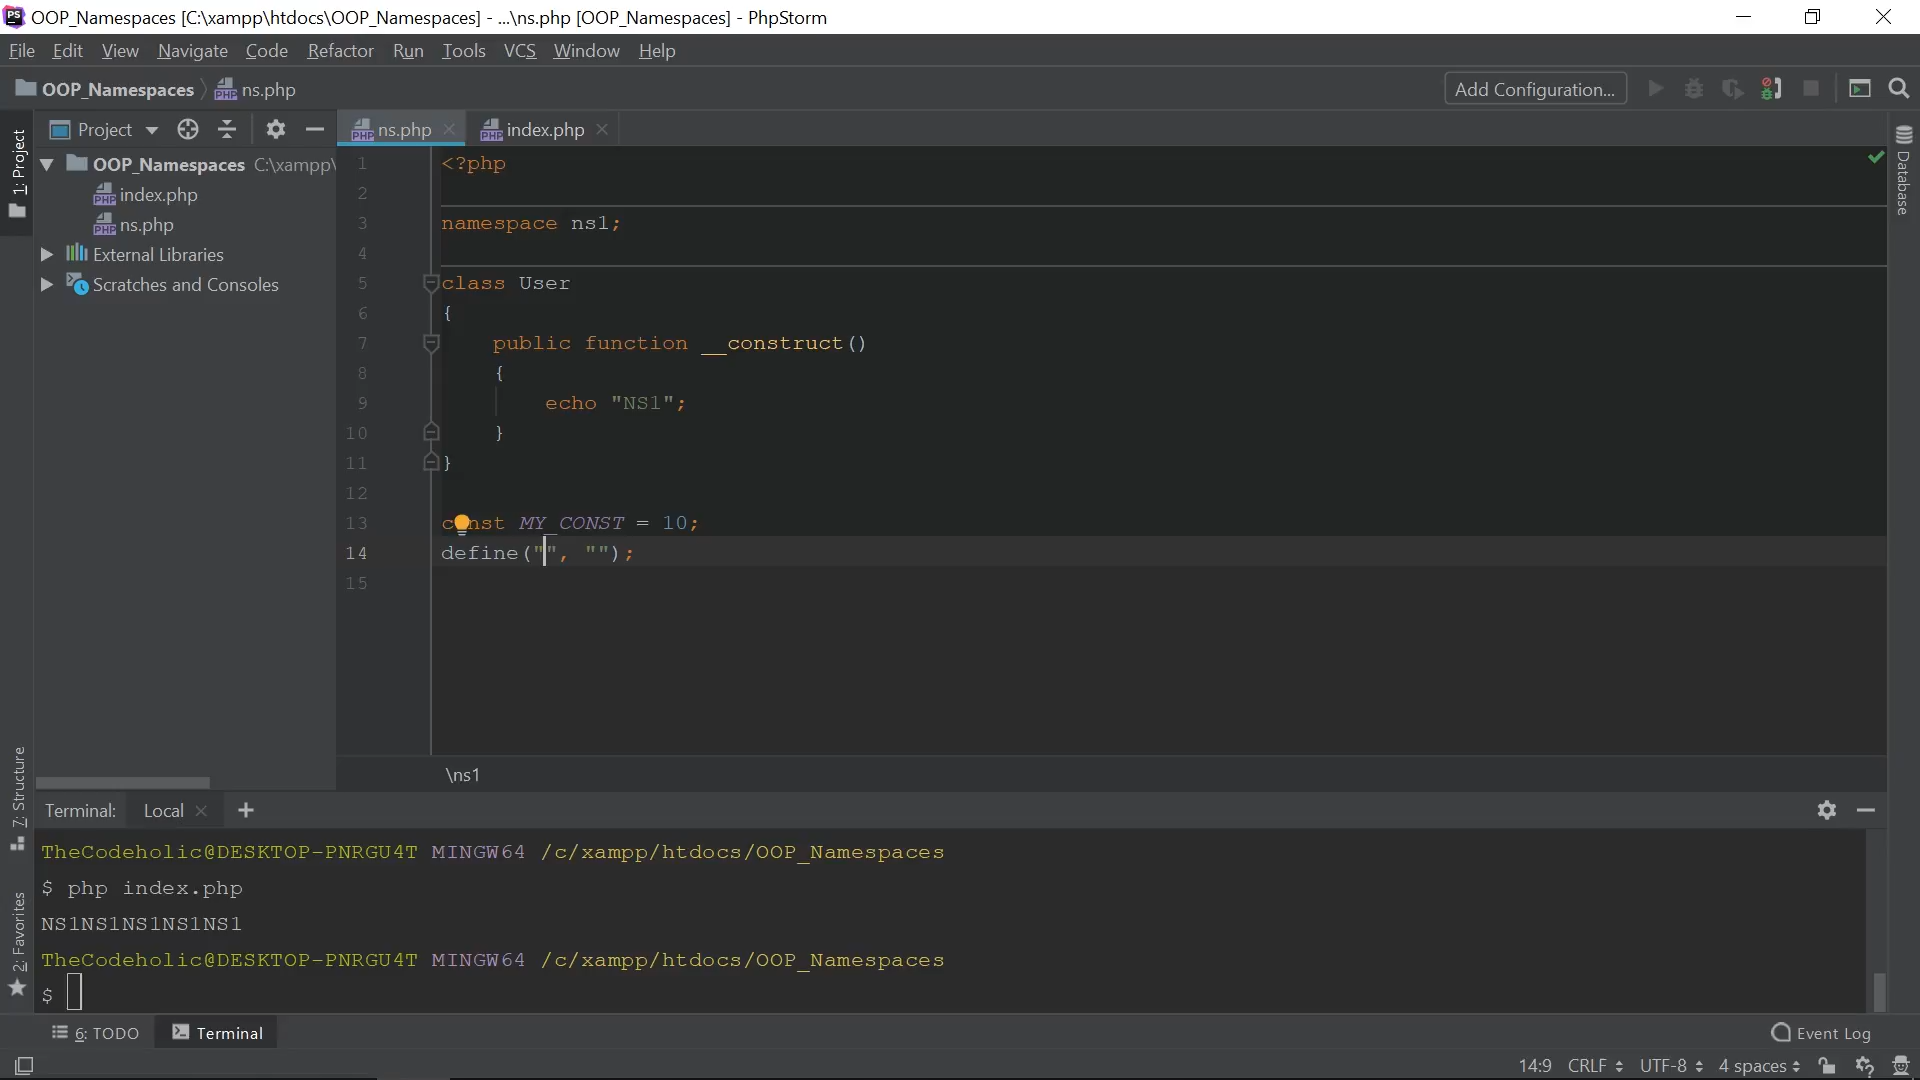 OOP_Namespaces [C:\xampp\htdocs\OOP_Namespaces] - ...\ns.php [OOP_Namespaces] - PhpStorm
File Edit View Navigate Code Refactor Run Tools VCS Window Help
OOP_Namespaces ns.php Add Configuration...
1: Project
Project
ns.php index.php
OOP_Namespaces C:\xampp\
index.php
ns.php
External Libraries
Scratches and Consoles
Database
1 <?php
2
3 namespace ns1;
4
5 class User
6 {
7 public function __construct()
8 {
9 echo "NS1";
10 }
11 }
12
13 const MY_CONST = 10;
14 define("", "");
15
\ns1
7: Structure
2: Favorites
Terminal: Local
TheCodeholic@DESKTOP-PNRGU4T MINGW64 /c/xampp/htdocs/OOP_Namespaces
$ php index.php
NS1NS1NS1NS1NS1
TheCodeholic@DESKTOP-PNRGU4T MINGW64 /c/xampp/htdocs/OOP_Namespaces
$
6: TODO Terminal Event Log
14:9 CRLF UTF-8 4 spaces